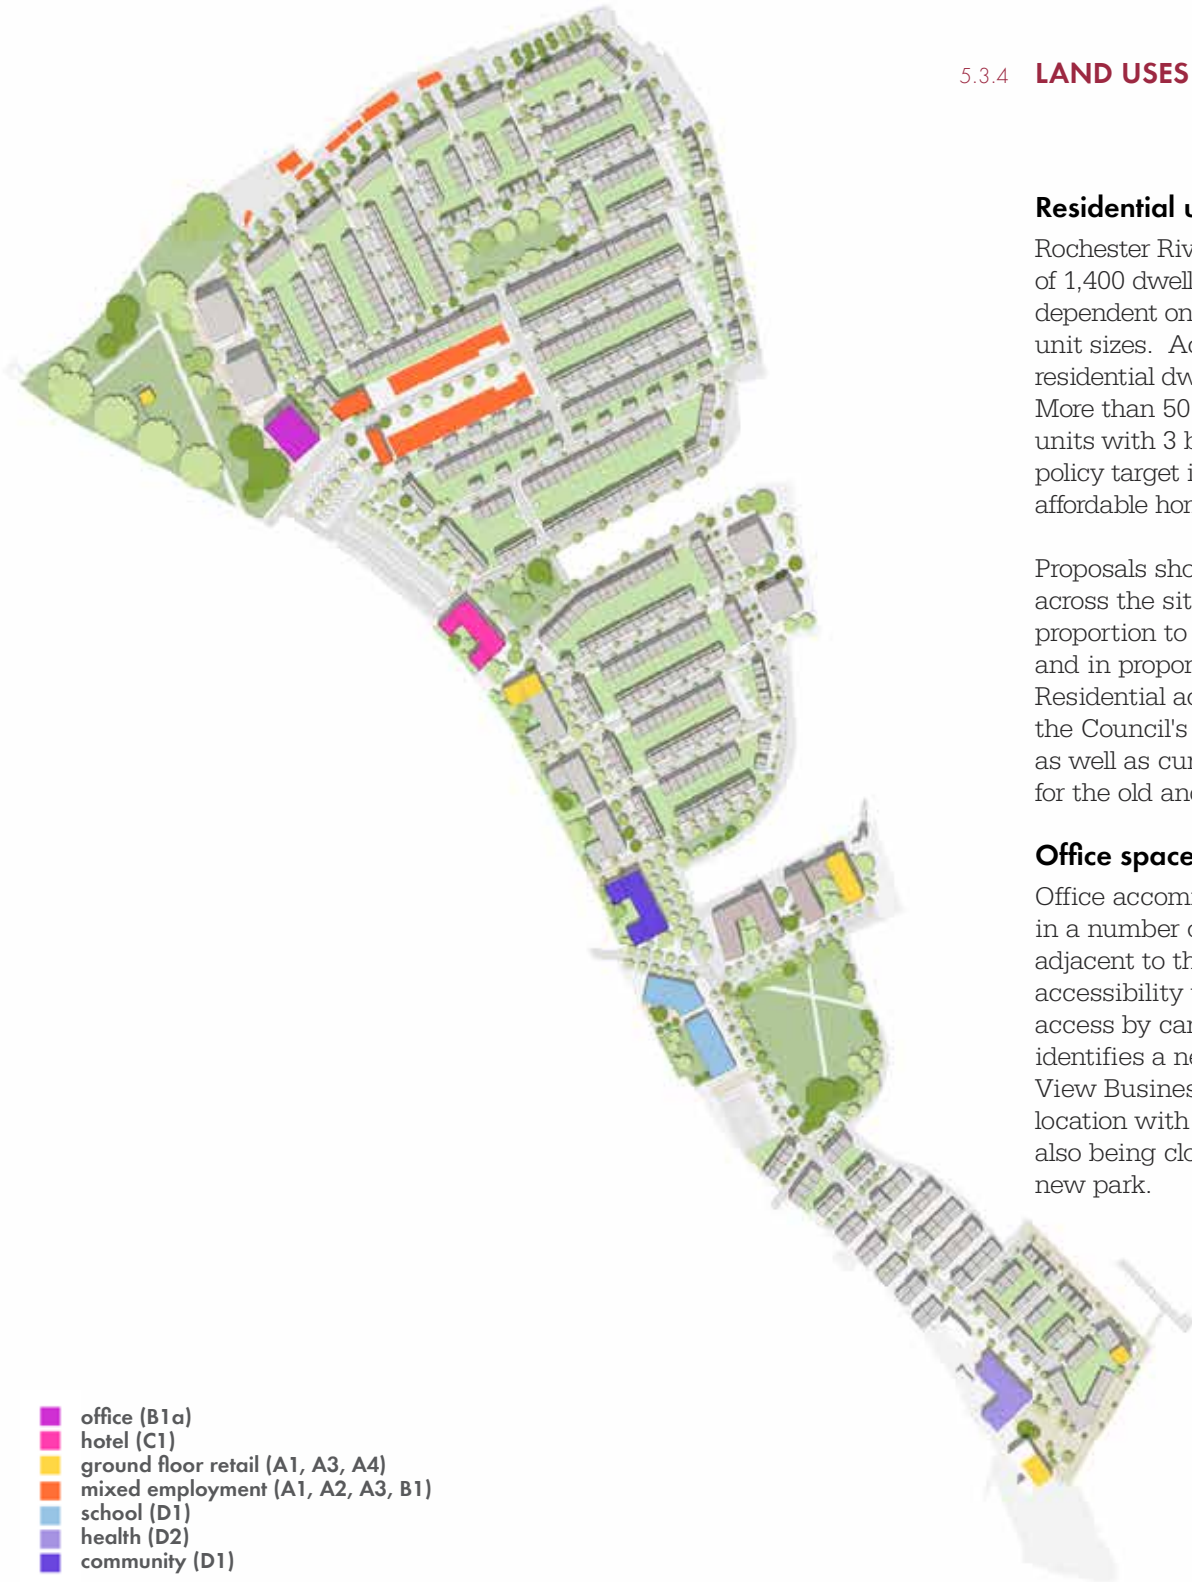 5.3.4 LAND USES
Residential u
Rochester Riv
of 1,400 dwell
dependent on
unit sizes. Ac
residential dw
More than 50
units with 3 b
policy target i
affordable hor
Proposals sho
across the sit
proportion to
and in propor
Residential ac
the Council's
as well as cur
for the old and
Office space
Office accomm
in a number o
adjacent to th
accessibility t
access by car
identifies a ne
View Busines
location with
also being clo
new park.
office (B1a)
hotel (C1)
ground floor retail (A1, A3, A4)
mixed employment (A1, A2, A3, B1)
school (D1)
health (D2)
community (D1)